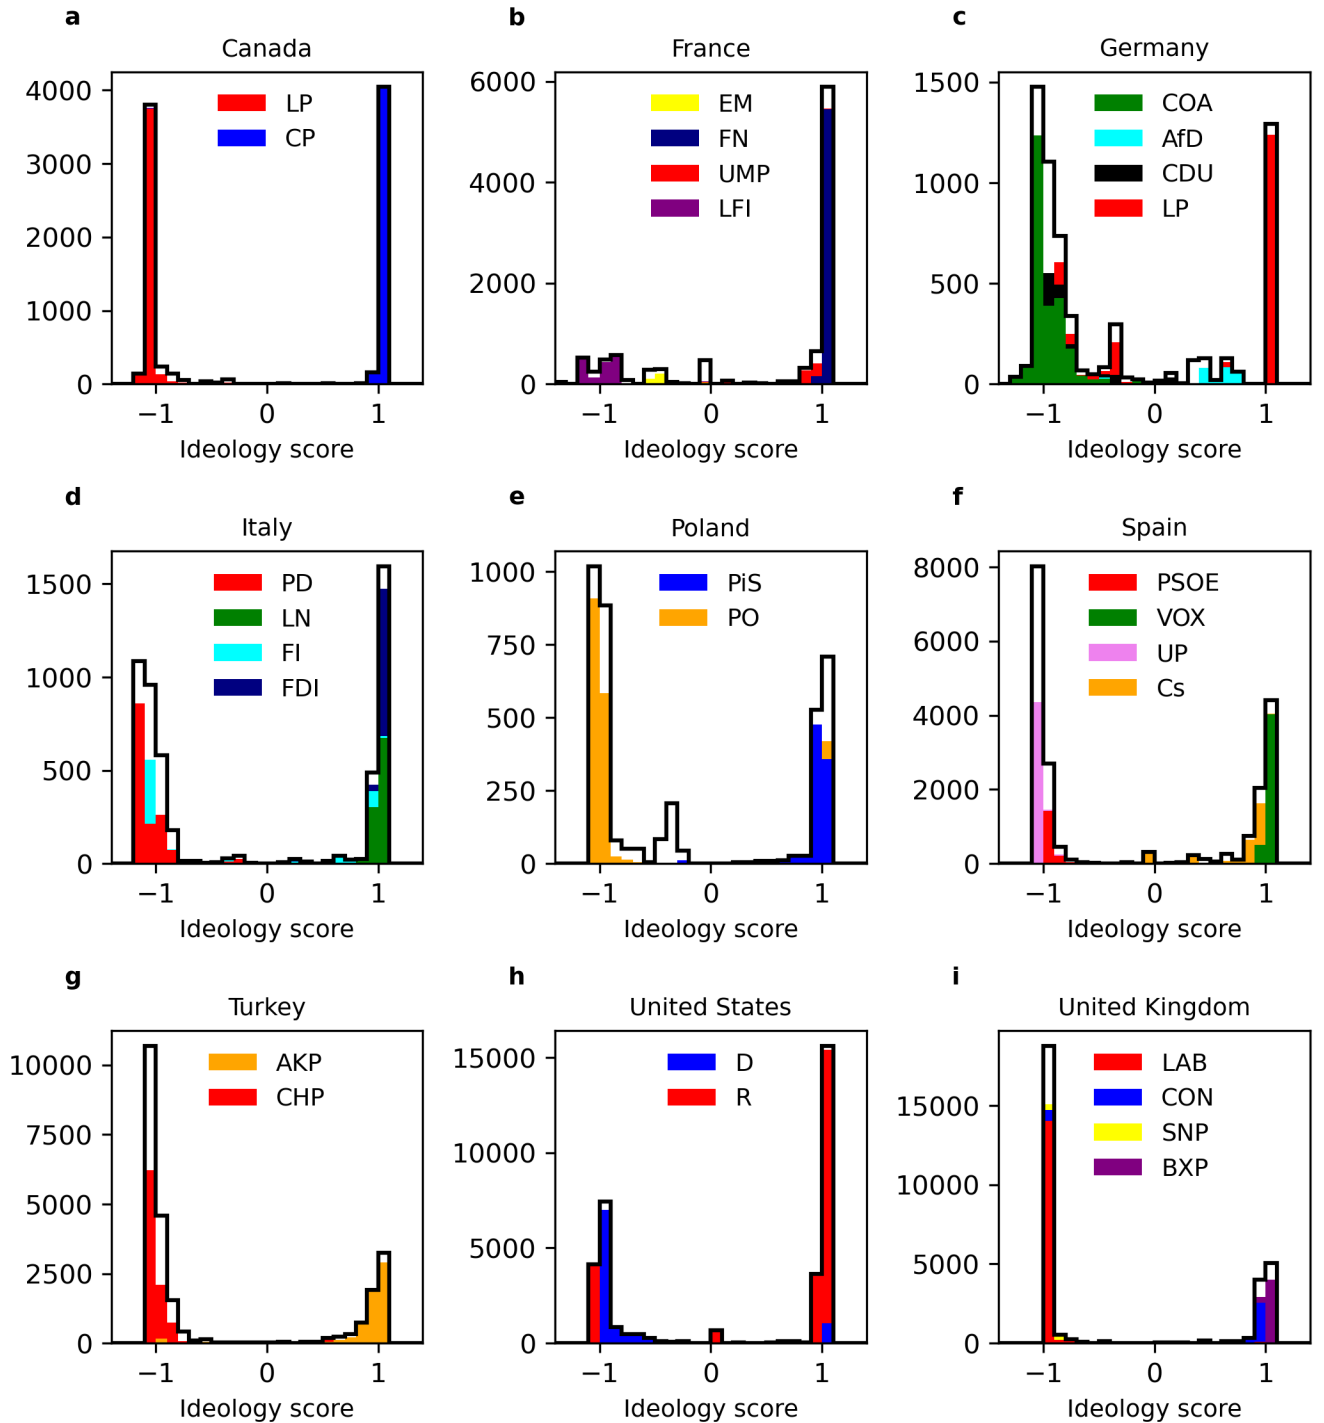 a
Canada
4000
3000
2000
1000
0
LP
CP
−1 0 1
Ideology score
b
France
6000
4000
2000
0
EM
FN
UMP
LFI
−1 0 1
Ideology score
c
Germany
1500
1000
500
0
COA
AfD
CDU
LP
−1 0 1
Ideology score
d
Italy
1500
1000
500
0
PD
LN
FI
FDI
−1 0 1
Ideology score
e
Poland
1000
750
500
250
0
PiS
PO
−1 0 1
Ideology score
f
Spain
8000
6000
4000
2000
0
PSOE
VOX
UP
Cs
−1 0 1
Ideology score
g
Turkey
10000
7500
5000
2500
0
AKP
CHP
−1 0 1
Ideology score
h
United States
15000
10000
5000
0
D
R
−1 0 1
Ideology score
i
United Kingdom
15000
10000
5000
0
LAB
CON
SNP
BXP
−1 0 1
Ideology score